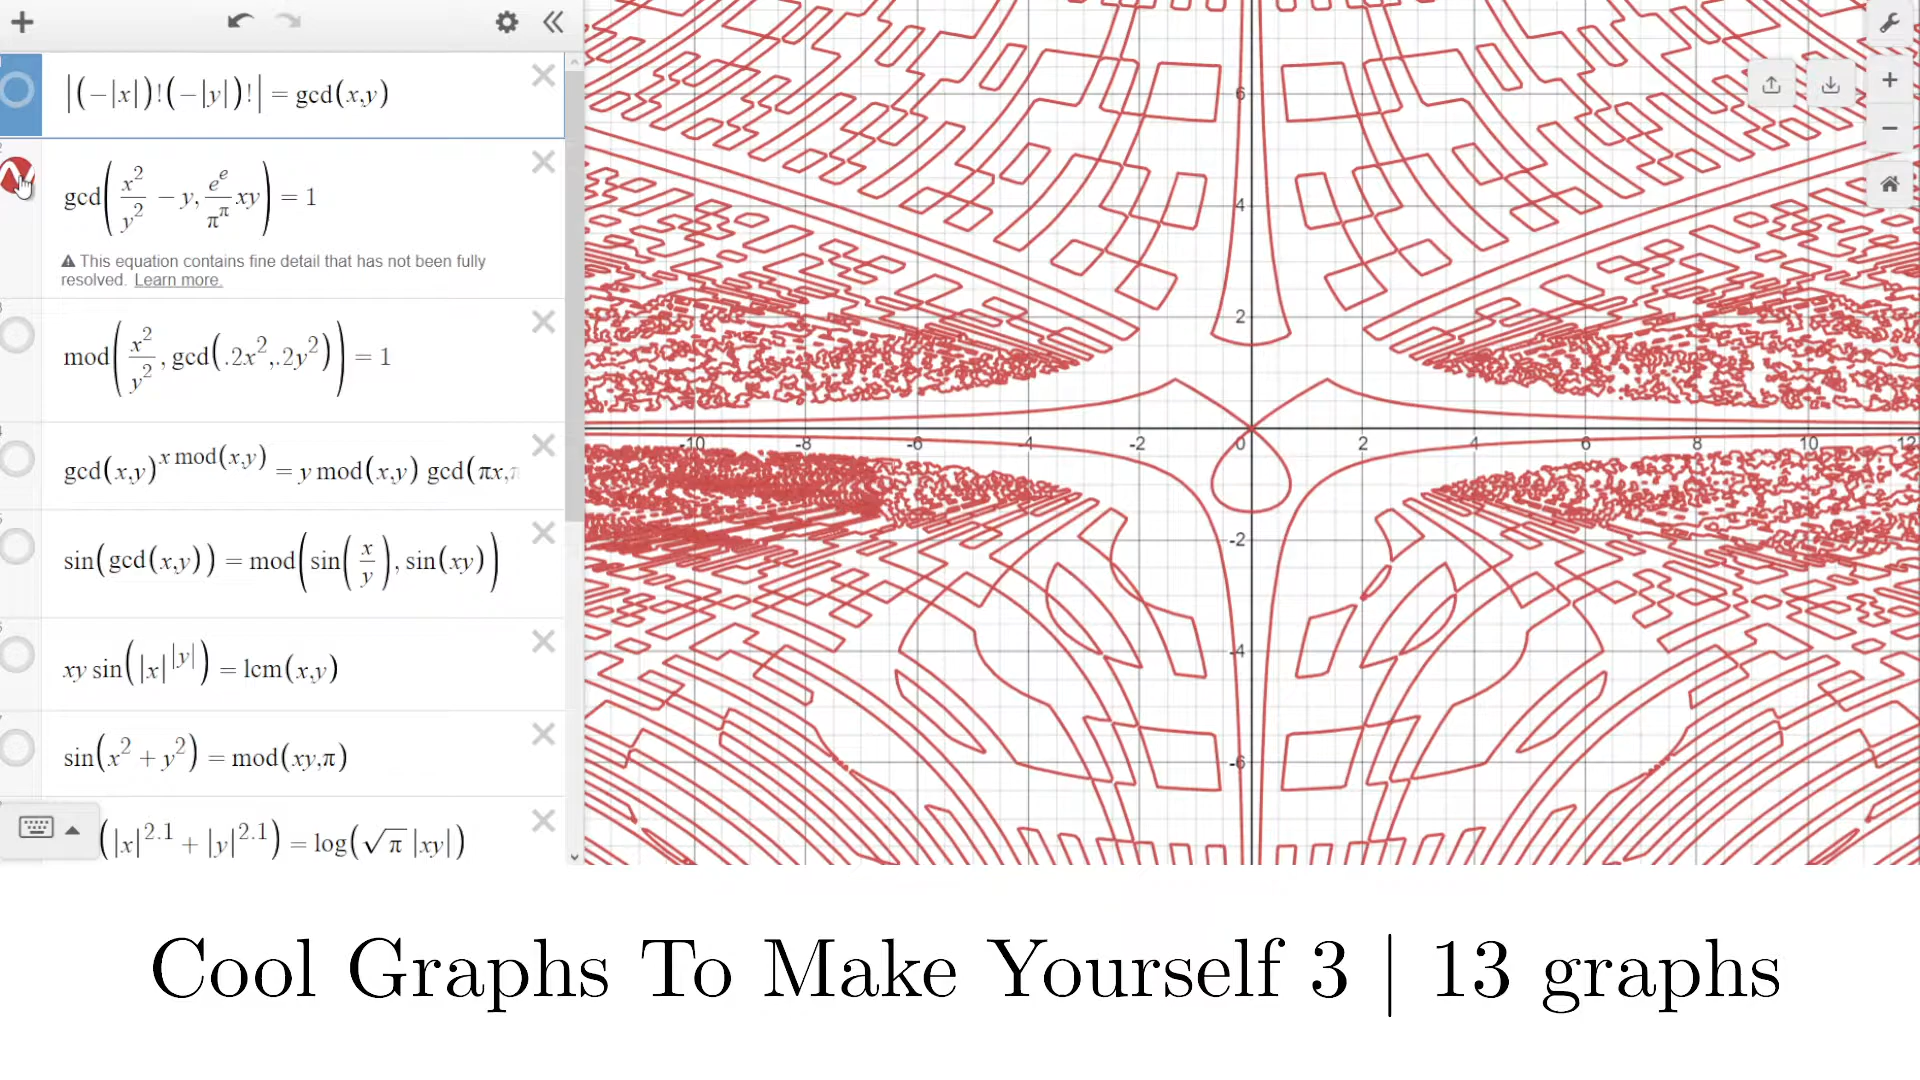 |(−|x|)!(−|y|)!| = gcd(x,y)
gcd(x²/y² − y, eᵉ/π^π xy) = 1
This equation contains fine detail that has not been fully
resolved. Learn more.
mod(x²/y², gcd(.2x²,.2y²)) = 1
gcd(x,y)^(x mod(x,y)) = y mod(x,y) gcd(πx,
sin(gcd(x,y)) = mod(sin(x/y), sin(xy))
xy sin(|x|^|y|) = lcm(x,y)
sin(x² + y²) = mod(xy,π)
(|x|^2.1 + |y|^2.1) = log(√π |xy|)
6
4
2
-10 -8 -6 -4 -2 0 2 4 6 8 10 12
-2
-4
-6
Cool Graphs To Make Yourself 3 | 13 graphs